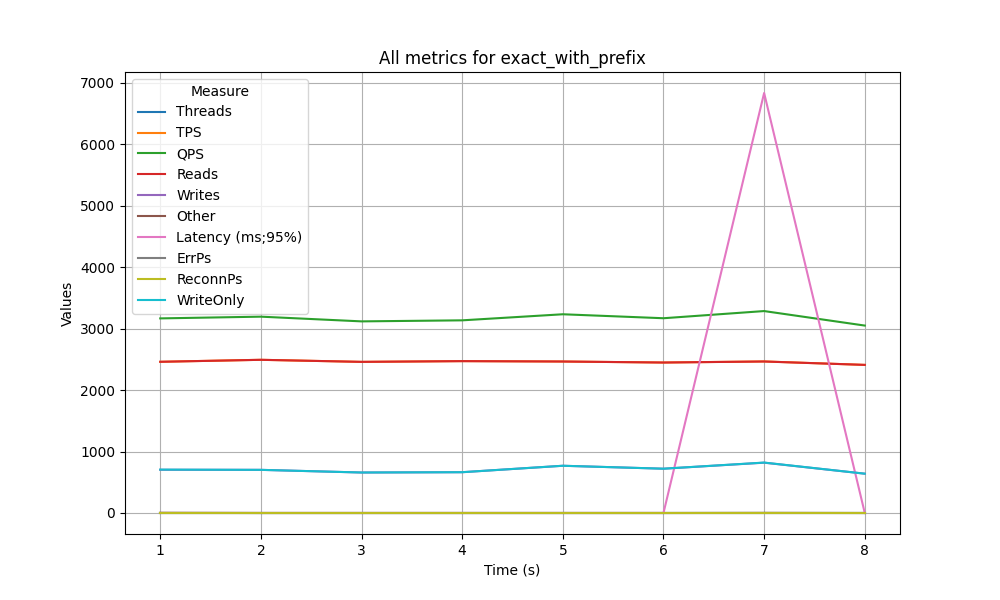 All metrics for exact_with_prefix
Measure
Threads
TPS
QPS
Reads
Writes
Other
Latency (ms;95%)
ErrPs
ReconnPs
WriteOnly
7000
6000
5000
4000
3000
2000
1000
0
Values
1 2 3 4 5 6 7 8
Time (s)